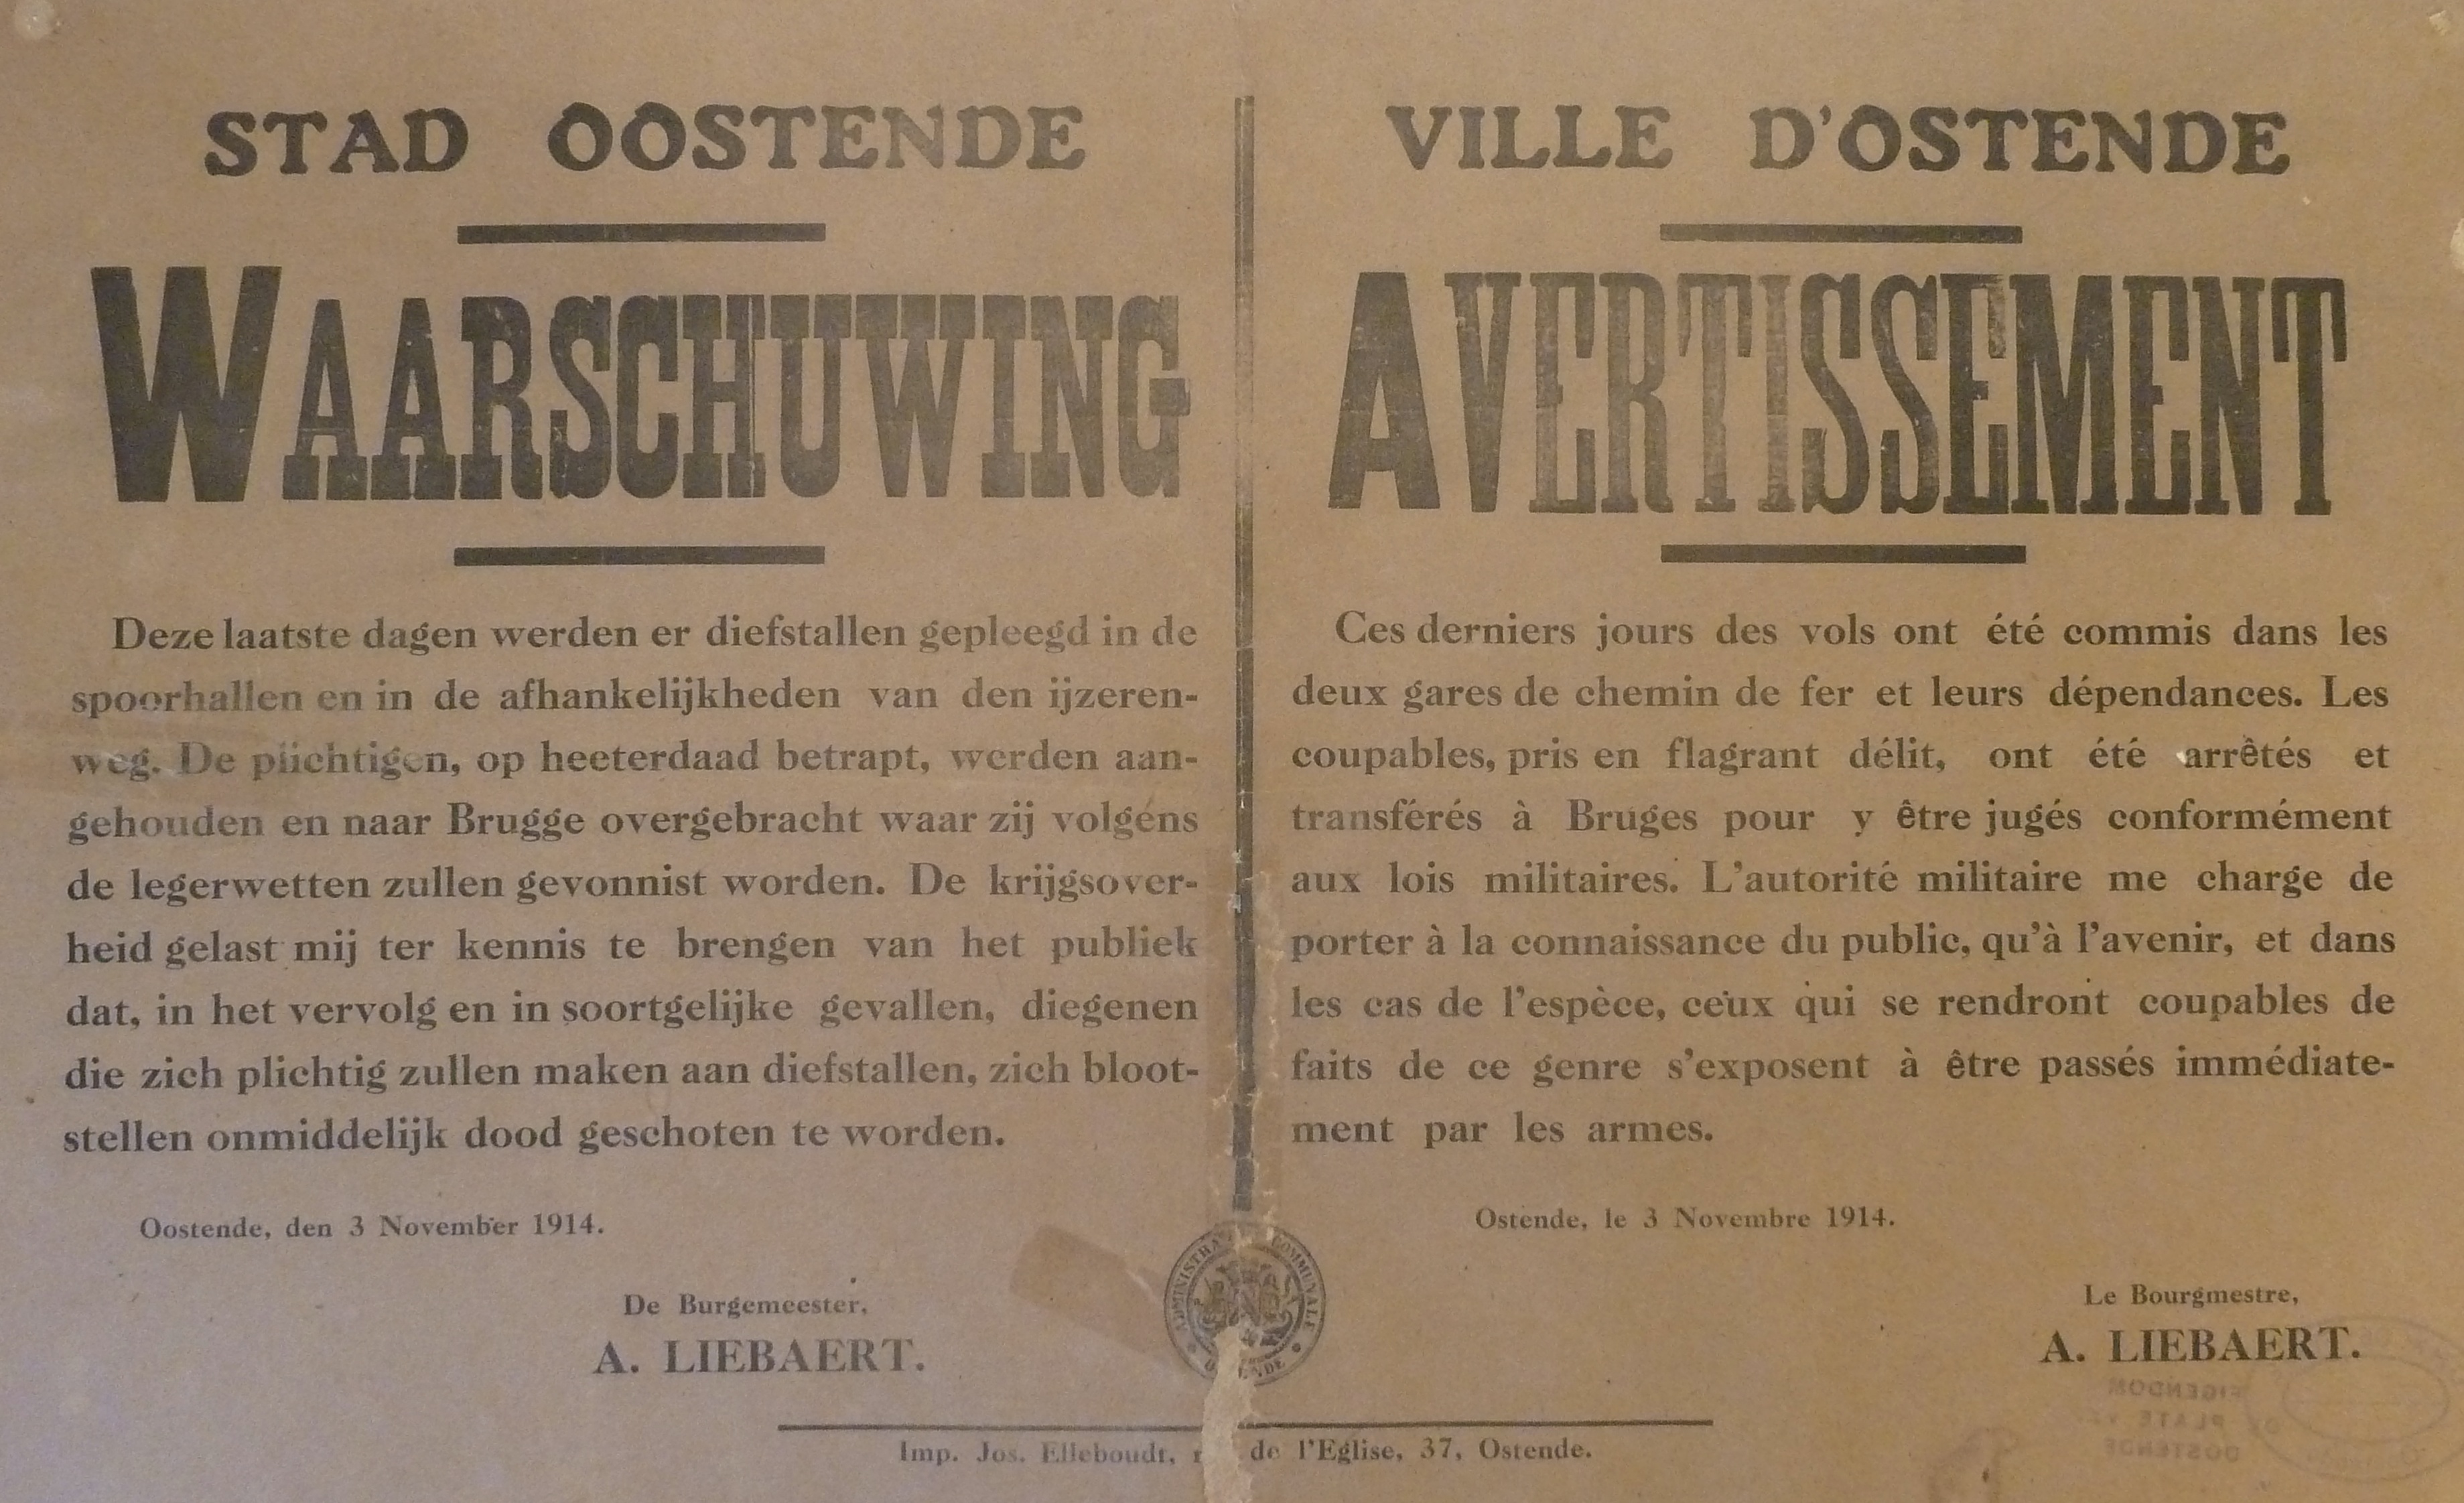 STAD OOSTENDE
WAARSCHUWING
Deze laatste dagen werden er diefstallen gepleegd in de
spoorhallen en in de afhankelijkheden van den ijzeren-
weg. De plichtigen, op heeterdaad betrapt, werden aan-
gehouden en naar Brugge overgebracht waar zij volgens
de legerwetten zullen gevonnist worden. De krijgsover-
heid gelast mij ter kennis te brengen van het publiek
dat, in het vervolg en in soortgelijke gevallen, diegenen
die zich plichtig zullen maken aan diefstallen, zich bloot-
stellen onmiddelijk dood geschoten te worden.
Oostende, den 3 November 1914.
De Burgemeester,
A. LIEBAERT.
VILLE D'OSTENDE
AVERTISSEMENT
Ces derniers jours des vols ont été commis dans les
deux gares de chemin de fer et leurs dépendances. Les
coupables, pris en flagrant délit, ont été arrêtés et
transférés à Bruges pour y être jugés conformément
aux lois militaires. L'autorité militaire me charge de
porter à la connaissance du public, qu'à l'avenir, et dans
les cas de l'espèce, ceux qui se rendront coupables de
faits de ce genre s'exposent à être passés immédiate-
ment par les armes.
Ostende, le 3 Novembre 1914.
Le Bourgmestre,
A. LIEBAERT.
COMMUNALE
Imp. Jos. Elleboudt, de l'Eglise, 37, Ostende.
EIGENDOM
PLATE
OOSTENDE